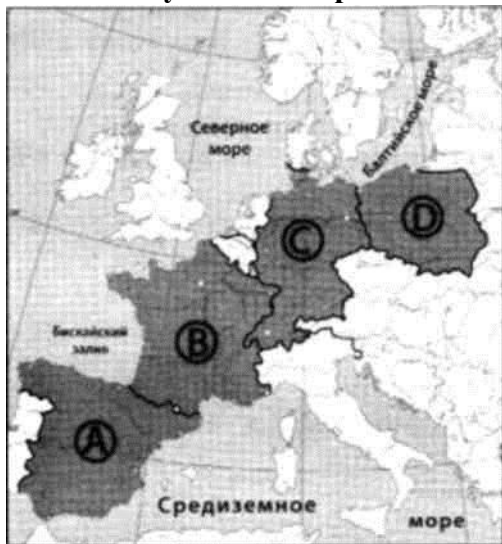 Северное
море
Балтийское море
Бискайский
залив
A
B
C
D
Средиземное
море